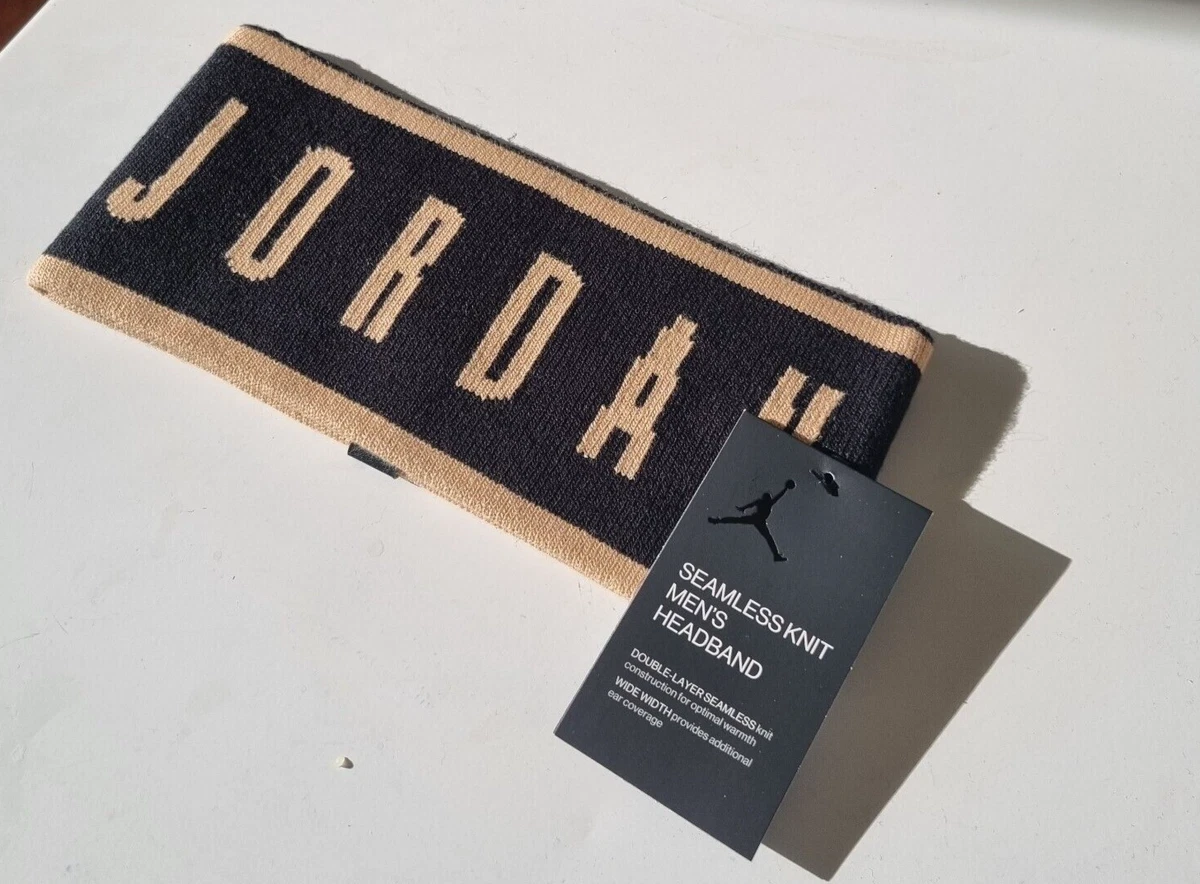 JORDAN
SEAMLESS KNIT
MEN'S
HEADBAND
DOUBLE-LAYER SEAMLESS knit
construction for optimal warmth
WIDE WIDTH provides additional
ear coverage